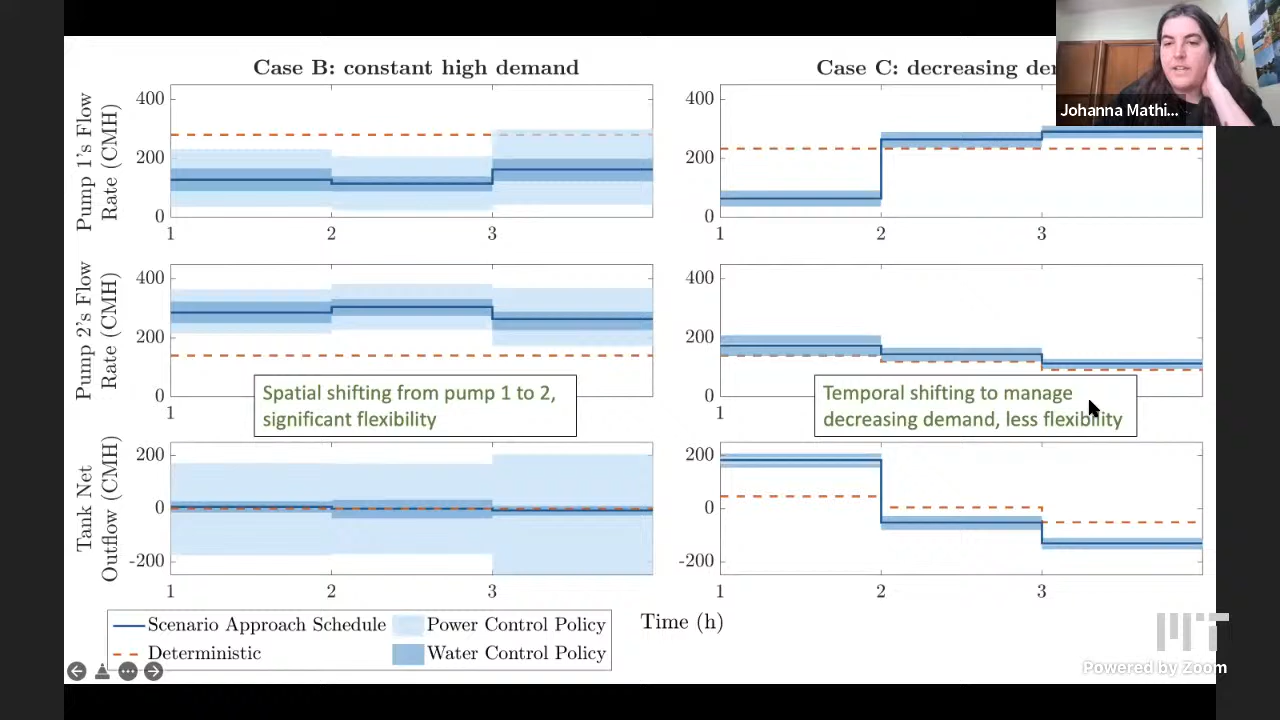 Case B: constant high demand
Case C: decreasing de
Johanna Mathi...
Pump 1's Flow
Rate (CMH)
400
200
0
1
2
3
400
200
0
1
2
3
Pump 2's Flow
Rate (CMH)
400
200
0
1
400
200
0
1
Spatial shifting from pump 1 to 2,
significant flexibility
Temporal shifting to manage
decreasing demand, less flexibility
Tank Net
Outflow (CMH)
200
0
-200
1
2
3
200
0
-200
1
2
3
Time (h)
Scenario Approach Schedule
Power Control Policy
Deterministic
Water Control Policy
MIT
Powered by Zoom